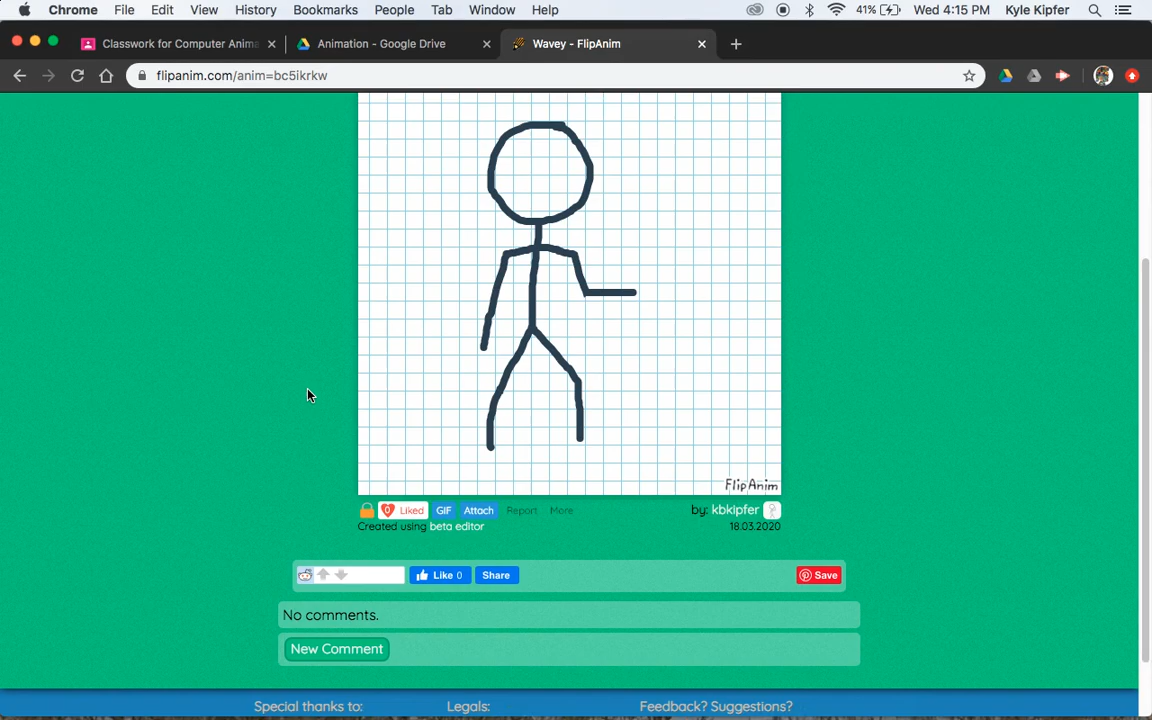 Chrome File Edit View History Bookmarks People Tab Window Help 41% Wed 4:15 PM Kyle Kipfer
Classwork for Computer Anima Animation - Google Drive Wavey - FlipAnim
flipanim.com/anim=bc5ikrkw
FlipAnim
0 Liked GIF Attach Report More by: kbkipfer
Created using beta editor 18.03.2020
Like 0 Share Save
No comments.
New Comment
Special thanks to: Legals: Feedback? Suggestions?